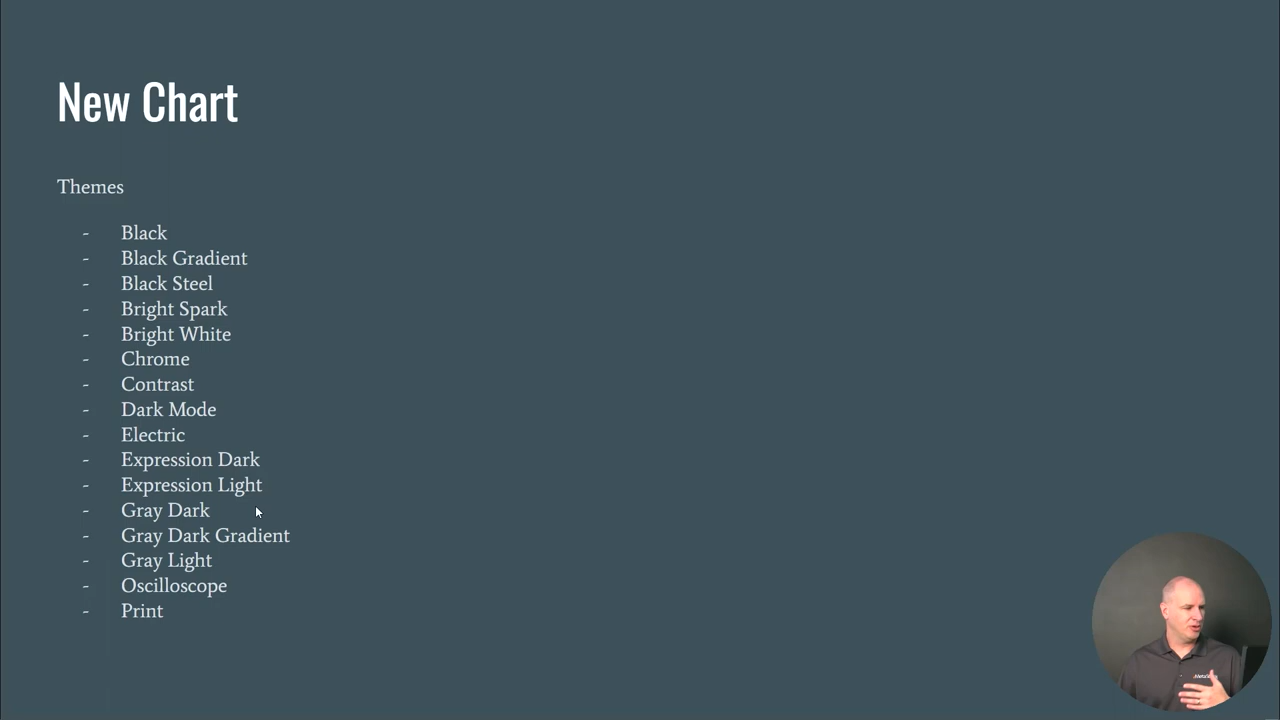 New Chart
Themes
- Black
- Black Gradient
- Black Steel
- Bright Spark
- Bright White
- Chrome
- Contrast
- Dark Mode
- Electric
- Expression Dark
- Expression Light
- Gray Dark
- Gray Dark Gradient
- Gray Light
- Oscilloscope
- Print